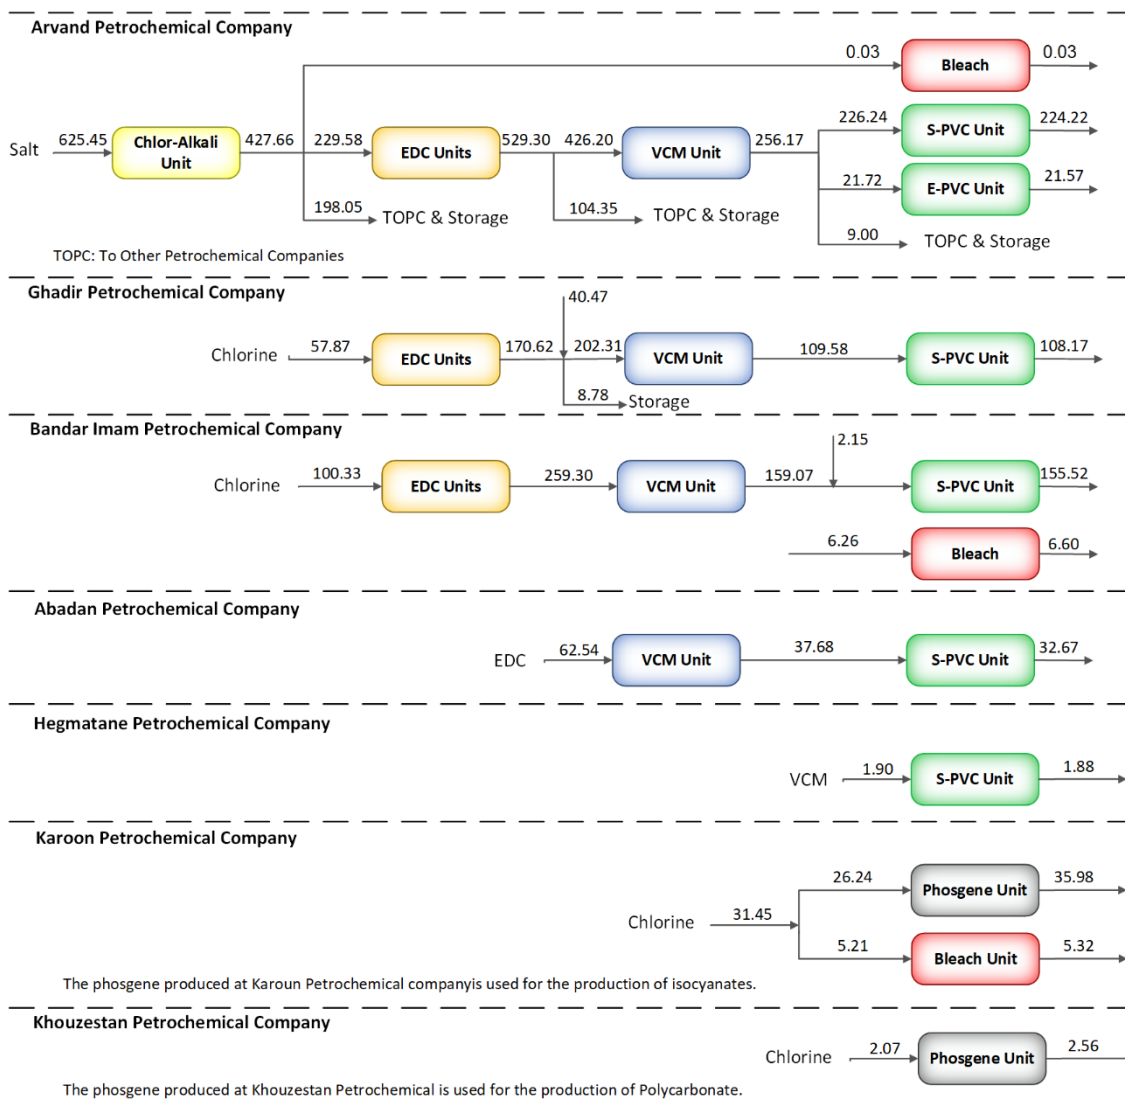 Arvand Petrochemical Company
0.03 Bleach 0.03
Salt 625.45 Chlor-Alkali Unit 427.66 229.58 EDC Units 529.30 426.20 VCM Unit 256.17 226.24 S-PVC Unit 224.22
21.72 E-PVC Unit 21.57
198.05 TOPC & Storage 104.35 TOPC & Storage
9.00 TOPC & Storage
TOPC: To Other Petrochemical Companies
Ghadir Petrochemical Company
40.47
Chlorine 57.87 EDC Units 170.62 202.31 VCM Unit 109.58 S-PVC Unit 108.17
8.78 Storage
Bandar Imam Petrochemical Company
2.15
Chlorine 100.33 EDC Units 259.30 VCM Unit 159.07 S-PVC Unit 155.52
6.26 Bleach 6.60
Abadan Petrochemical Company
EDC 62.54 VCM Unit 37.68 S-PVC Unit 32.67
Hegmatane Petrochemical Company
VCM 1.90 S-PVC Unit 1.88
Karoon Petrochemical Company
26.24 Phosgene Unit 35.98
Chlorine 31.45
5.21 Bleach Unit 5.32
The phosgene produced at Karoun Petrochemical companyis used for the production of isocyanates.
Khouzestan Petrochemical Company
Chlorine 2.07 Phosgene Unit 2.56
The phosgene produced at Khouzestan Petrochemical is used for the production of Polycarbonate.